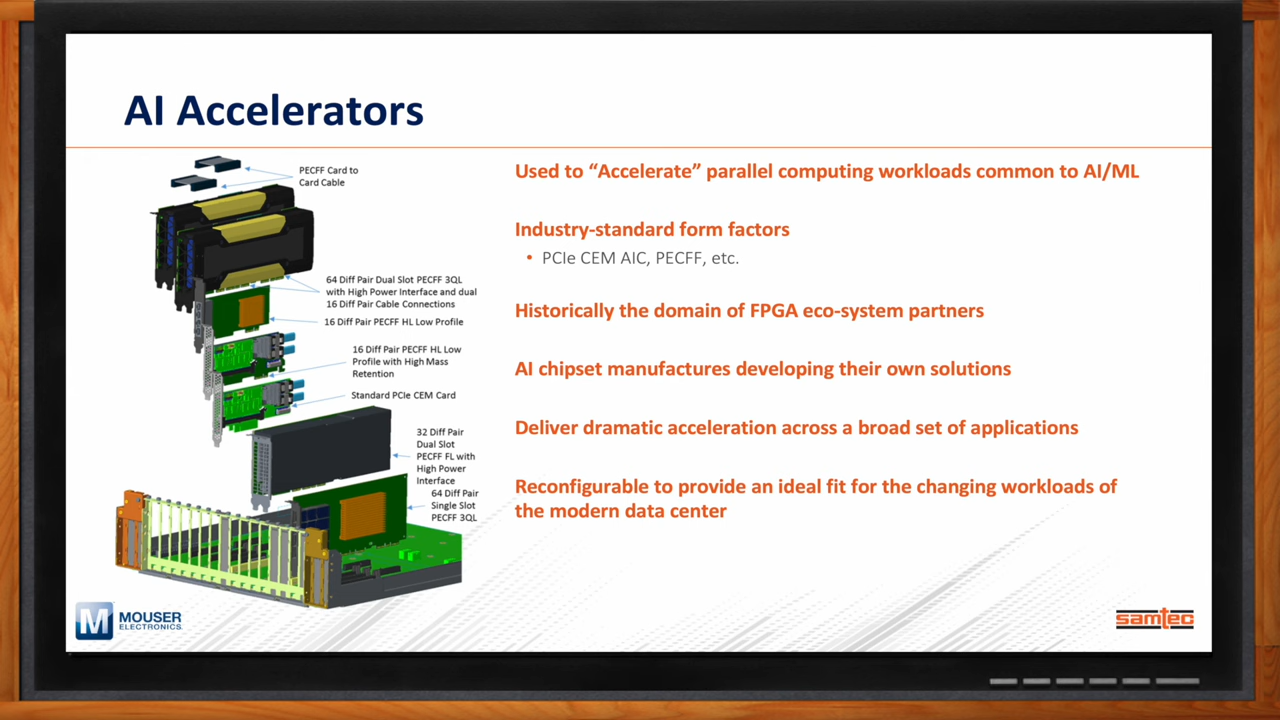 AI Accelerators
PECFF Card to
Card Cable
64 Diff Pair Dual Slot PECFF 3QL
with High Power Interface and dual
16 Diff Pair Cable Connections
16 Diff Pair PECFF HL Low Profile
16 Diff Pair PECFF HL Low
Profile with High Mass
Retention
Standard PCIe CEM Card
32 Diff Pair
Dual Slot
PECFF FL with
High Power
Interface
64 Diff Pair
Single Slot
PECFF 3QL
Used to “Accelerate” parallel computing workloads common to AI/ML
Industry-standard form factors
• PCIe CEM AIC, PECFF, etc.
Historically the domain of FPGA eco-system partners
AI chipset manufactures developing their own solutions
Deliver dramatic acceleration across a broad set of applications
Reconfigurable to provide an ideal fit for the changing workloads of
the modern data center
M
MOUSER
ELECTRONICS
samtec